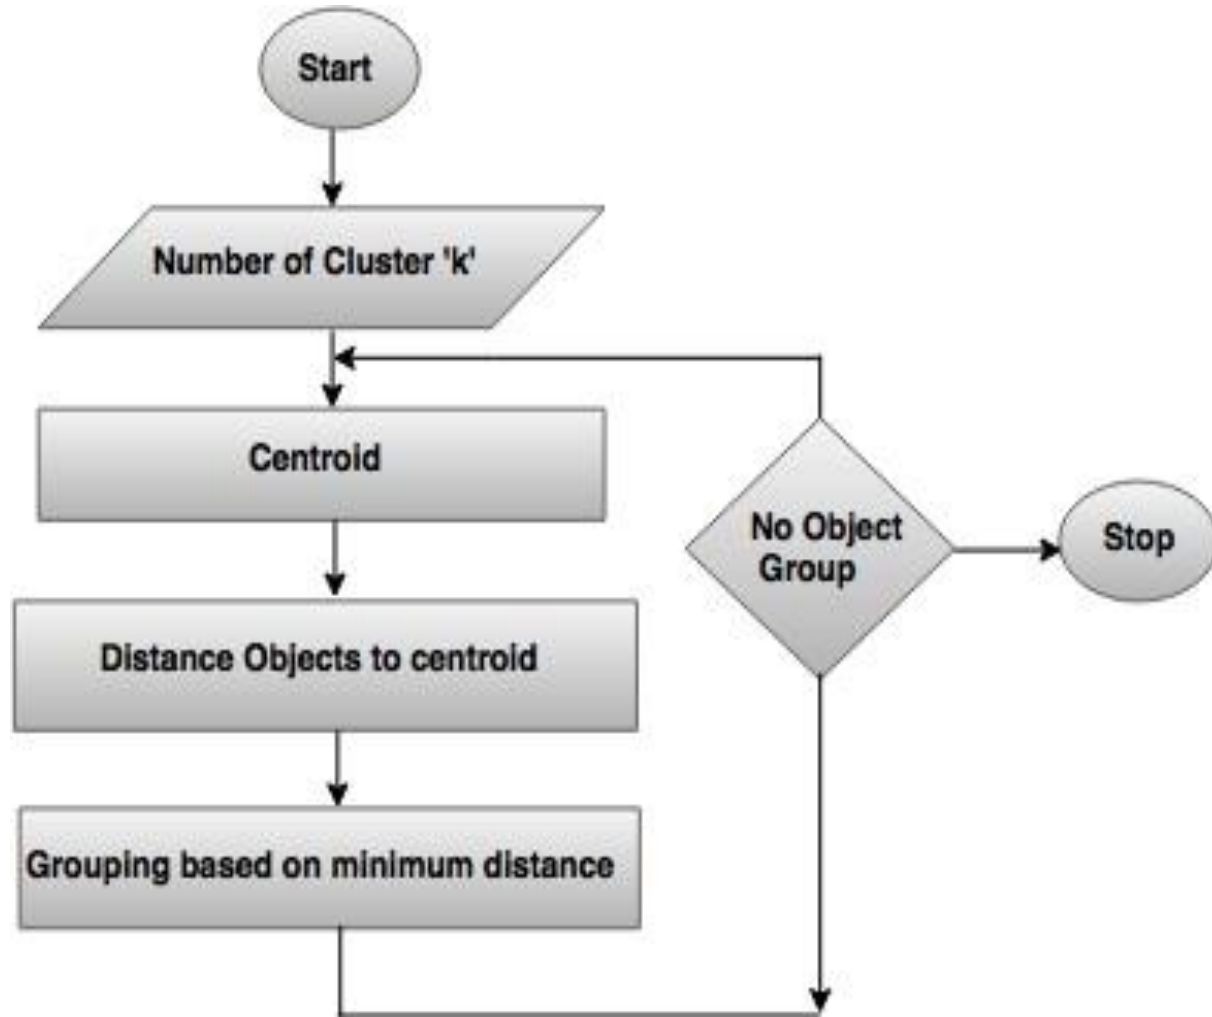 Start
Number of Cluster 'k'
Centroid
Distance Objects to centroid
Grouping based on minimum distance
No Object
Group
Stop